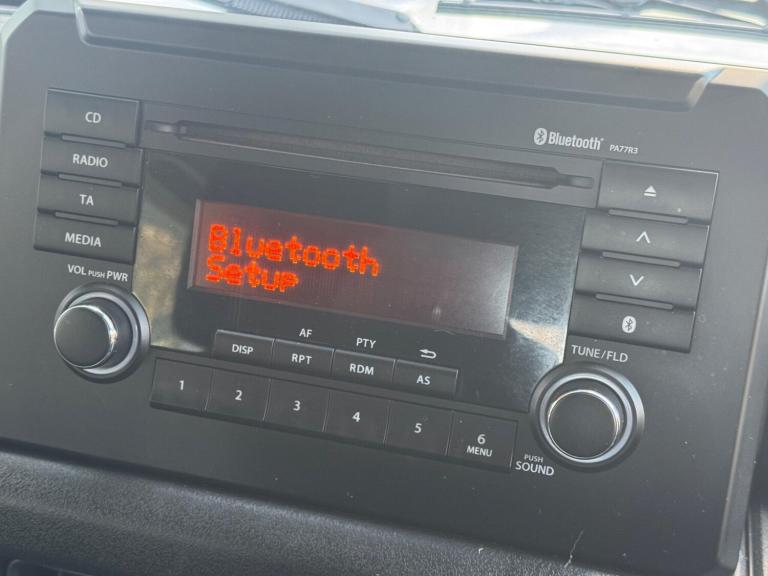 CD
Bluetooth PA77R3
RADIO
TA
MEDIA
Bluetooth
Setup
VOL PUSH PWR
AF
PTY
DISP
RPT
RDM
AS
TUNE/FLD
1
2
3
4
5
6
MENU
PUSH
SOUND